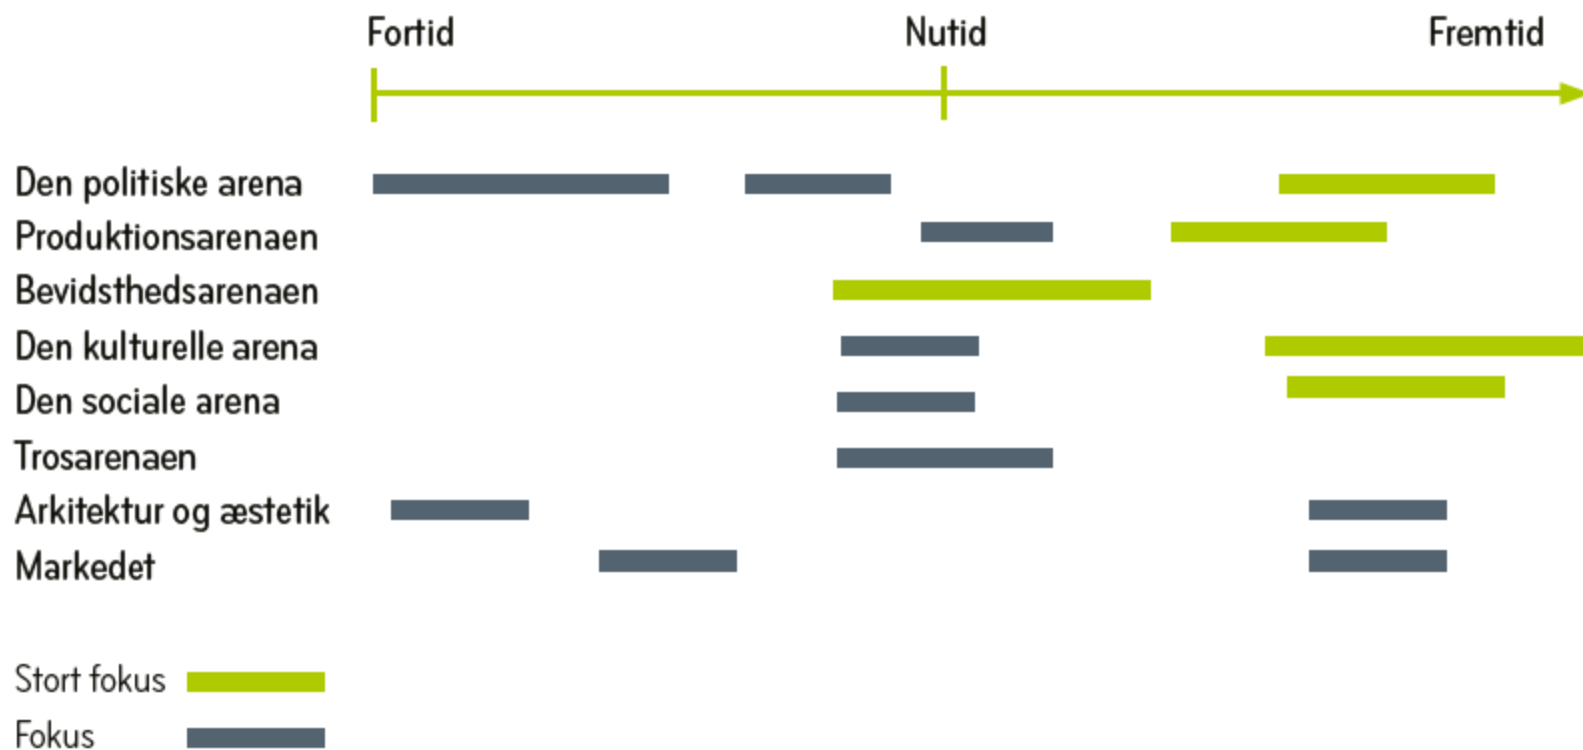 Fortid Nutid Fremtid
Den politiske arena
Produktionsarenaen
Bevidsthedsarenaen
Den kulturelle arena
Den sociale arena
Trosarenaen
Arkitektur og æstetik
Markedet
Stort fokus
Fokus